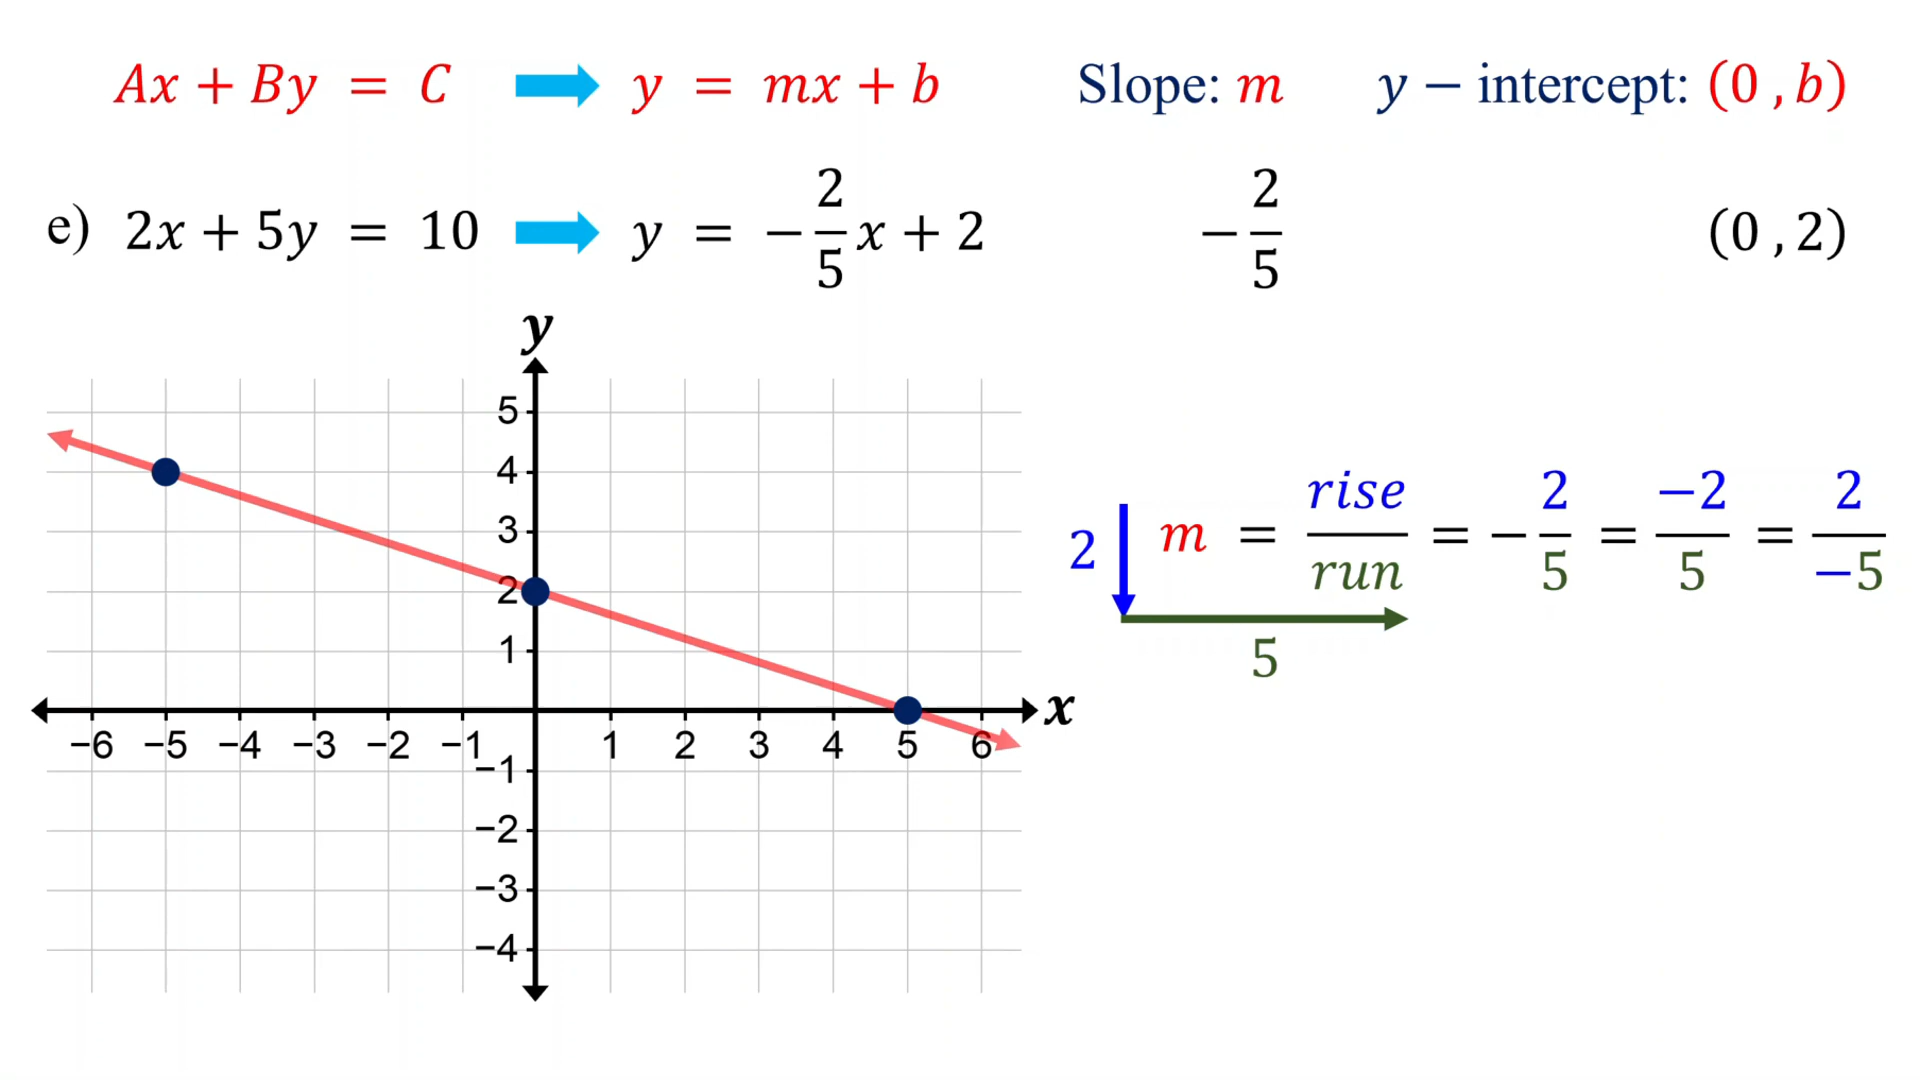 Ax + By = C y = mx + b Slope: m y − intercept: (0 , b)
e) 2x + 5y = 10 y = −2/5 x + 2 −2/5 (0 , 2)
y
5
4
3
2
1
x
−6 −5 −4 −3 −2 −1 1 2 3 4 5 6
−1
−2
−3
−4
2 m = rise/run = −2/5 = −2/5 = 2/−5
5